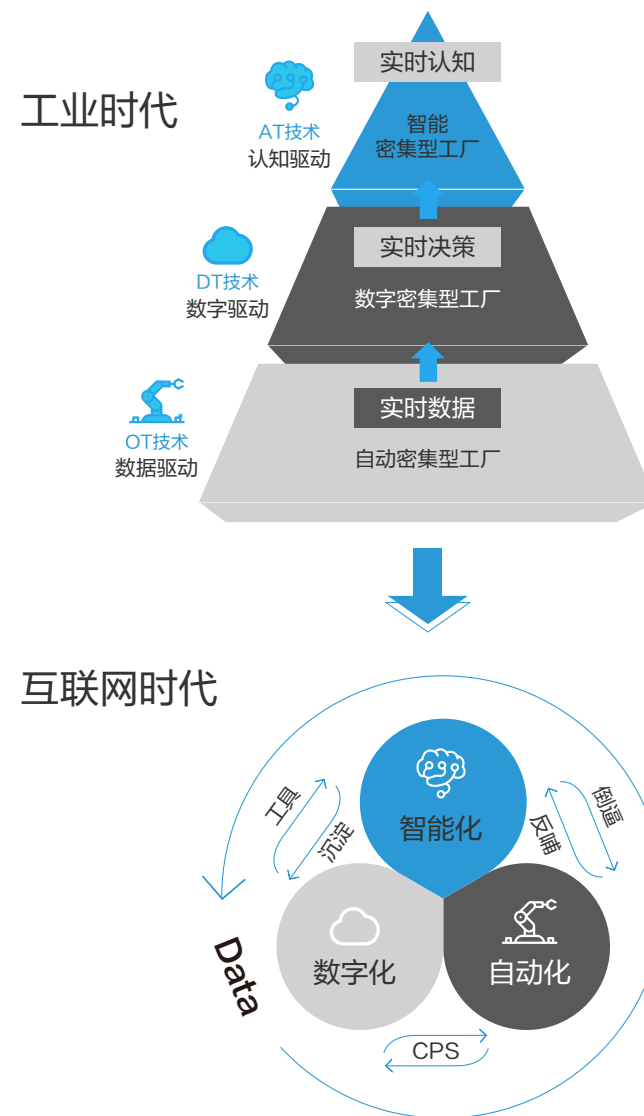 工业时代
实时认知
智能
密集型工厂
AT技术
认知驱动
实时决策
数字密集型工厂
DT技术
数字驱动
实时数据
自动密集型工厂
OT技术
数据驱动
互联网时代
工具
沉淀
智能化
反哺
倒逼
数字化
自动化
Data
CPS